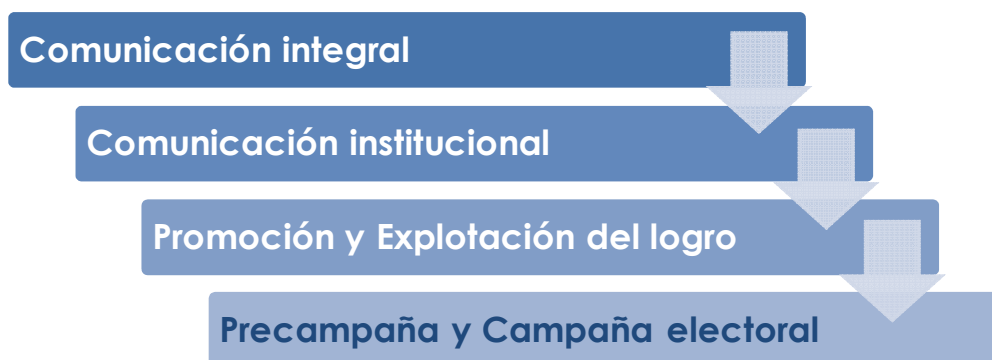 Comunicación integral
Comunicación institucional
Promoción y Explotación del logro
Precampaña y Campaña electoral